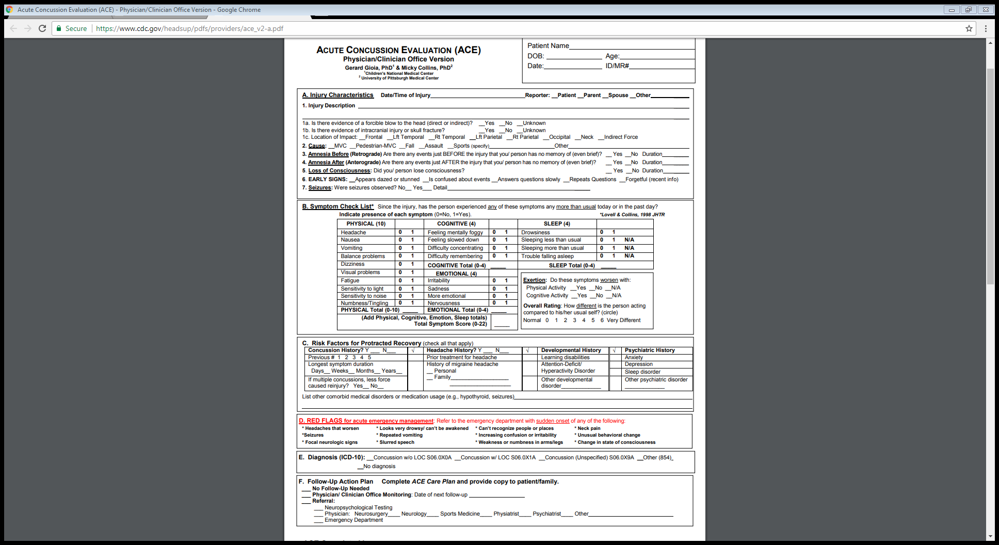 Acute Concussion Evaluation (ACE) - Physician/Clinician Office Version - Google Chrome
Secure https://www.cdc.gov/headsup/pdfs/providers/ace_v2-a.pdf
ACUTE CONCUSSION EVALUATION (ACE)
Physician/Clinician Office Version
Gerard Gioia, PhD1 & Micky Collins, PhD2
1Children's National Medical Center
2 University of Pittsburgh Medical Center
Patient Name
DOB: ____ Age:____
Date:____ ID/MR#____
A. Injury Characteristics Date/Time of Injury____ Reporter: __Patient __Parent __Spouse __Other____
1. Injury Description ____
1a. Is there evidence of a forcible blow to the head (direct or indirect)? __Yes __No __Unknown
1b. Is there evidence of intracranial injury or skull fracture? __Yes __No __Unknown
1c. Location of Impact: __Frontal __Lft Temporal __Rt Temporal __Lft Parietal __Rt Parietal __Occipital __Neck __Indirect Force
2. Cause: __MVC __Pedestrian-MVC __Fall __Assault __Sports (specify)____Other____
3. Amnesia Before (Retrograde) Are there any events just BEFORE the injury that you/ person has no memory of (even brief)? __ Yes __No Duration____
4. Amnesia After (Anterograde) Are there any events just AFTER the injury that you/ person has no memory of (even brief)? __ Yes __No Duration____
5. Loss of Consciousness: Did you/ person lose consciousness? __ Yes __No Duration____
6. EARLY SIGNS: __Appears dazed or stunned __Is confused about events __Answers questions slowly __Repeats Questions __Forgetful (recent info)
7. Seizures: Were seizures observed? No__ Yes___ Detail____
B. Symptom Check List* Since the injury, has the person experienced any of these symptoms any more than usual today or in the past day?
Indicate presence of each symptom (0=No, 1=Yes). *Lovell & Collins, 1998 JHTR
PHYSICAL (10) COGNITIVE (4) SLEEP (4)
Headache 0 1 Feeling mentally foggy 0 1 Drowsiness 0 1
Nausea 0 1 Feeling slowed down 0 1 Sleeping less than usual 0 1 N/A
Vomiting 0 1 Difficulty concentrating 0 1 Sleeping more than usual 0 1 N/A
Balance problems 0 1 Difficulty remembering 0 1 Trouble falling asleep 0 1 N/A
Dizziness 0 1 COGNITIVE Total (0-4) ____ SLEEP Total (0-4) ____
Visual problems 0 1 EMOTIONAL (4)
Fatigue 0 1 Irritability 0 1
Sensitivity to light 0 1 Sadness 0 1
Sensitivity to noise 0 1 More emotional 0 1
Numbness/Tingling 0 1 Nervousness 0 1
PHYSICAL Total (0-10) ____ EMOTIONAL Total (0-4) ____
(Add Physical, Cognitive, Emotion, Sleep totals)
Total Symptom Score (0-22) ____
Exertion: Do these symptoms worsen with:
Physical Activity __Yes __No __N/A
Cognitive Activity __Yes __No __N/A
Overall Rating: How different is the person acting
compared to his/her usual self? (circle)
Normal 0 1 2 3 4 5 6 Very Different
C. Risk Factors for Protracted Recovery (check all that apply)
Concussion History? Y ___ N___ √ Headache History? Y ___ N___ √ Developmental History √ Psychiatric History
Previous # 1 2 3 4 5 Prior treatment for headache Learning disabilities Anxiety
Longest symptom duration History of migraine headache Attention-Deficit/ Depression
Days__ Weeks__ Months__ Years__ __ Personal Hyperactivity Disorder Sleep disorder
If multiple concussions, less force __ Family____ Other developmental Other psychiatric disorder
caused reinjury? Yes__ No__ ____ disorder____ ____
List other comorbid medical disorders or medication usage (e.g., hypothyroid, seizures)____
D. RED FLAGS for acute emergency management: Refer to the emergency department with sudden onset of any of the following:
* Headaches that worsen * Looks very drowsy/ can't be awakened * Can't recognize people or places * Neck pain
*Seizures * Repeated vomiting * Increasing confusion or irritability * Unusual behavioral change
* Focal neurologic signs * Slurred speech * Weakness or numbness in arms/legs * Change in state of consciousness
E. Diagnosis (ICD-10): __Concussion w/o LOC S06.0X0A __Concussion w/ LOC S06.0X1A __Concussion (Unspecified) S06.0X9A __Other (854)_
__No diagnosis
F. Follow-Up Action Plan Complete ACE Care Plan and provide copy to patient/family.
___ No Follow-Up Needed
___ Physician/ Clinician Office Monitoring: Date of next follow-up ____
___ Referral:
___ Neuropsychological Testing
___ Physician: Neurosurgery____ Neurology____ Sports Medicine____ Physiatrist____ Psychiatrist____ Other____
___ Emergency Department